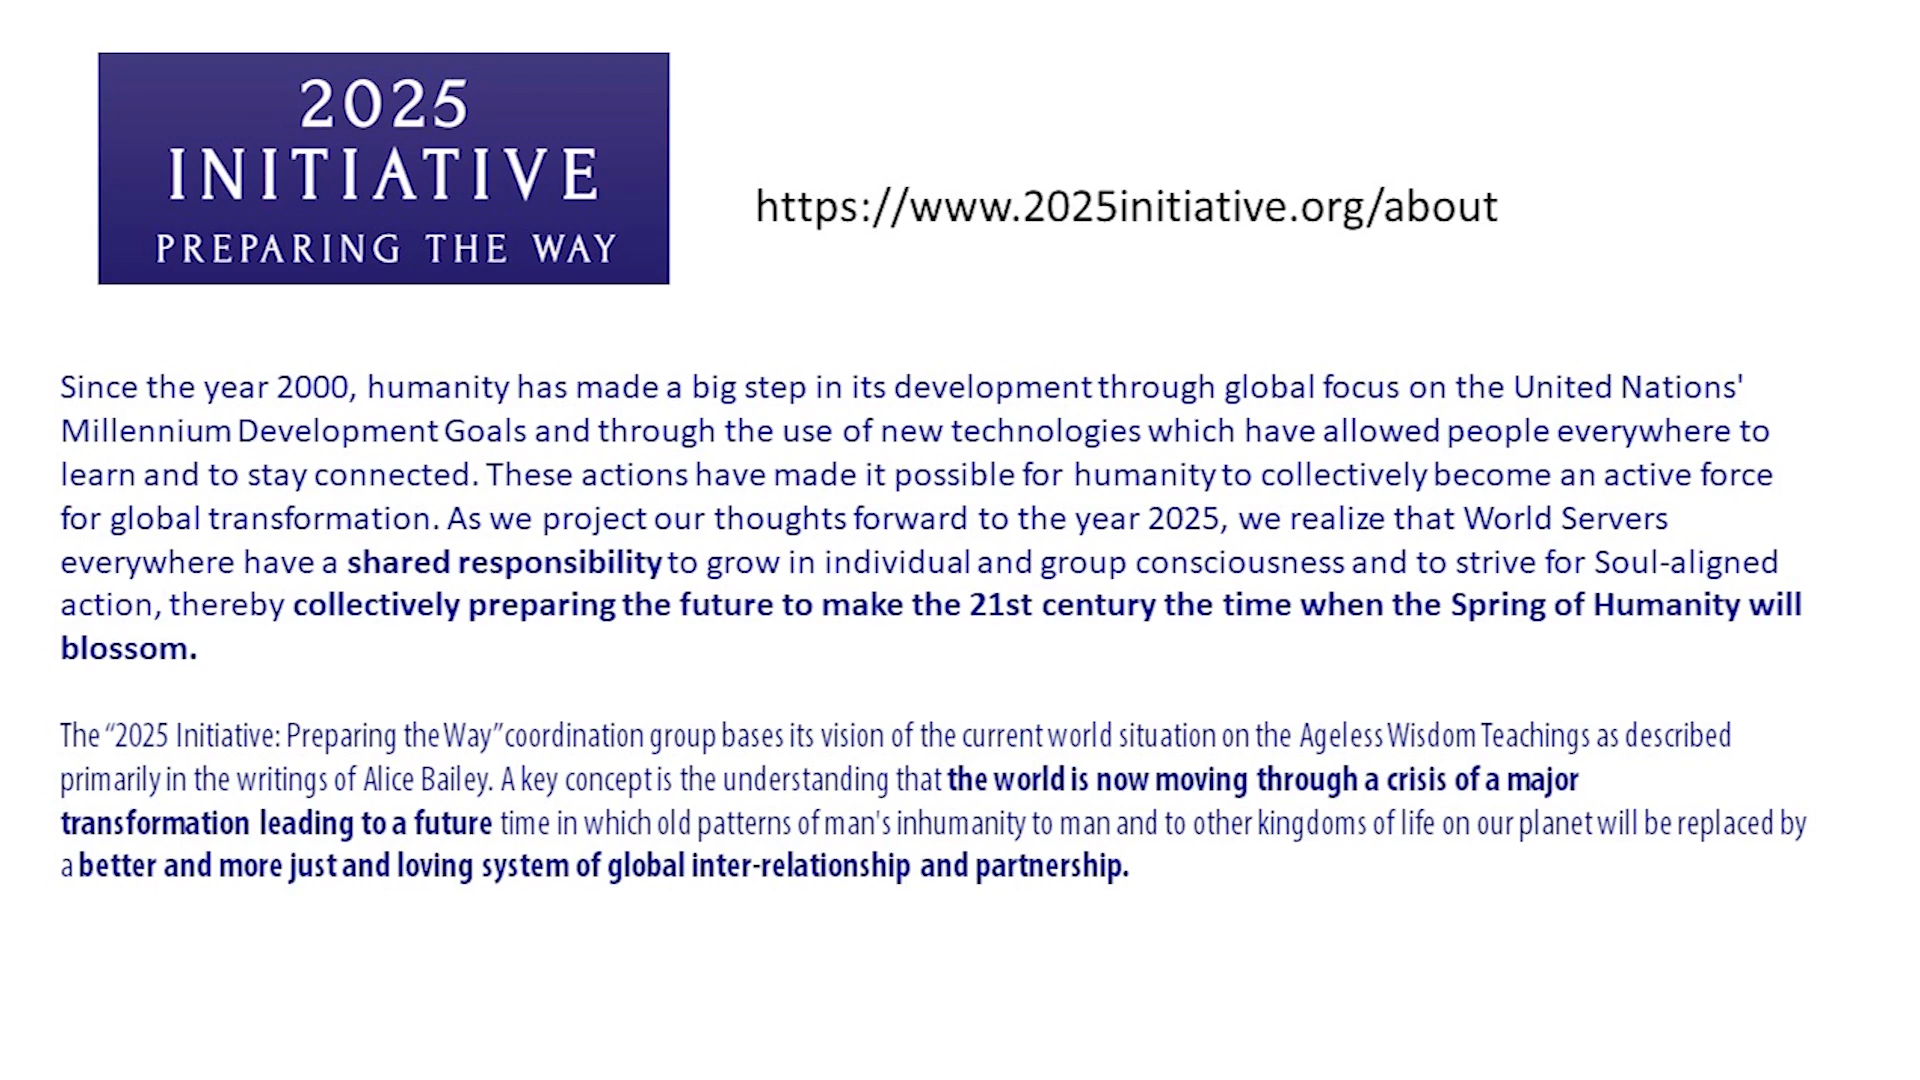 2025
INITIATIVE
PREPARING THE WAY
https://www.2025initiative.org/about
Since the year 2000, humanity has made a big step in its development through global focus on the United Nations'
Millennium Development Goals and through the use of new technologies which have allowed people everywhere to
learn and to stay connected. These actions have made it possible for humanity to collectively become an active force
for global transformation. As we project our thoughts forward to the year 2025, we realize that World Servers
everywhere have a shared responsibility to grow in individual and group consciousness and to strive for Soul-aligned
action, thereby collectively preparing the future to make the 21st century the time when the Spring of Humanity will
blossom.
The “2025 Initiative: Preparing the Way” coordination group bases its vision of the current world situation on the Ageless Wisdom Teachings as described
primarily in the writings of Alice Bailey. A key concept is the understanding that the world is now moving through a crisis of a major
transformation leading to a future time in which old patterns of man's inhumanity to man and to other kingdoms of life on our planet will be replaced by
a better and more just and loving system of global inter-relationship and partnership.